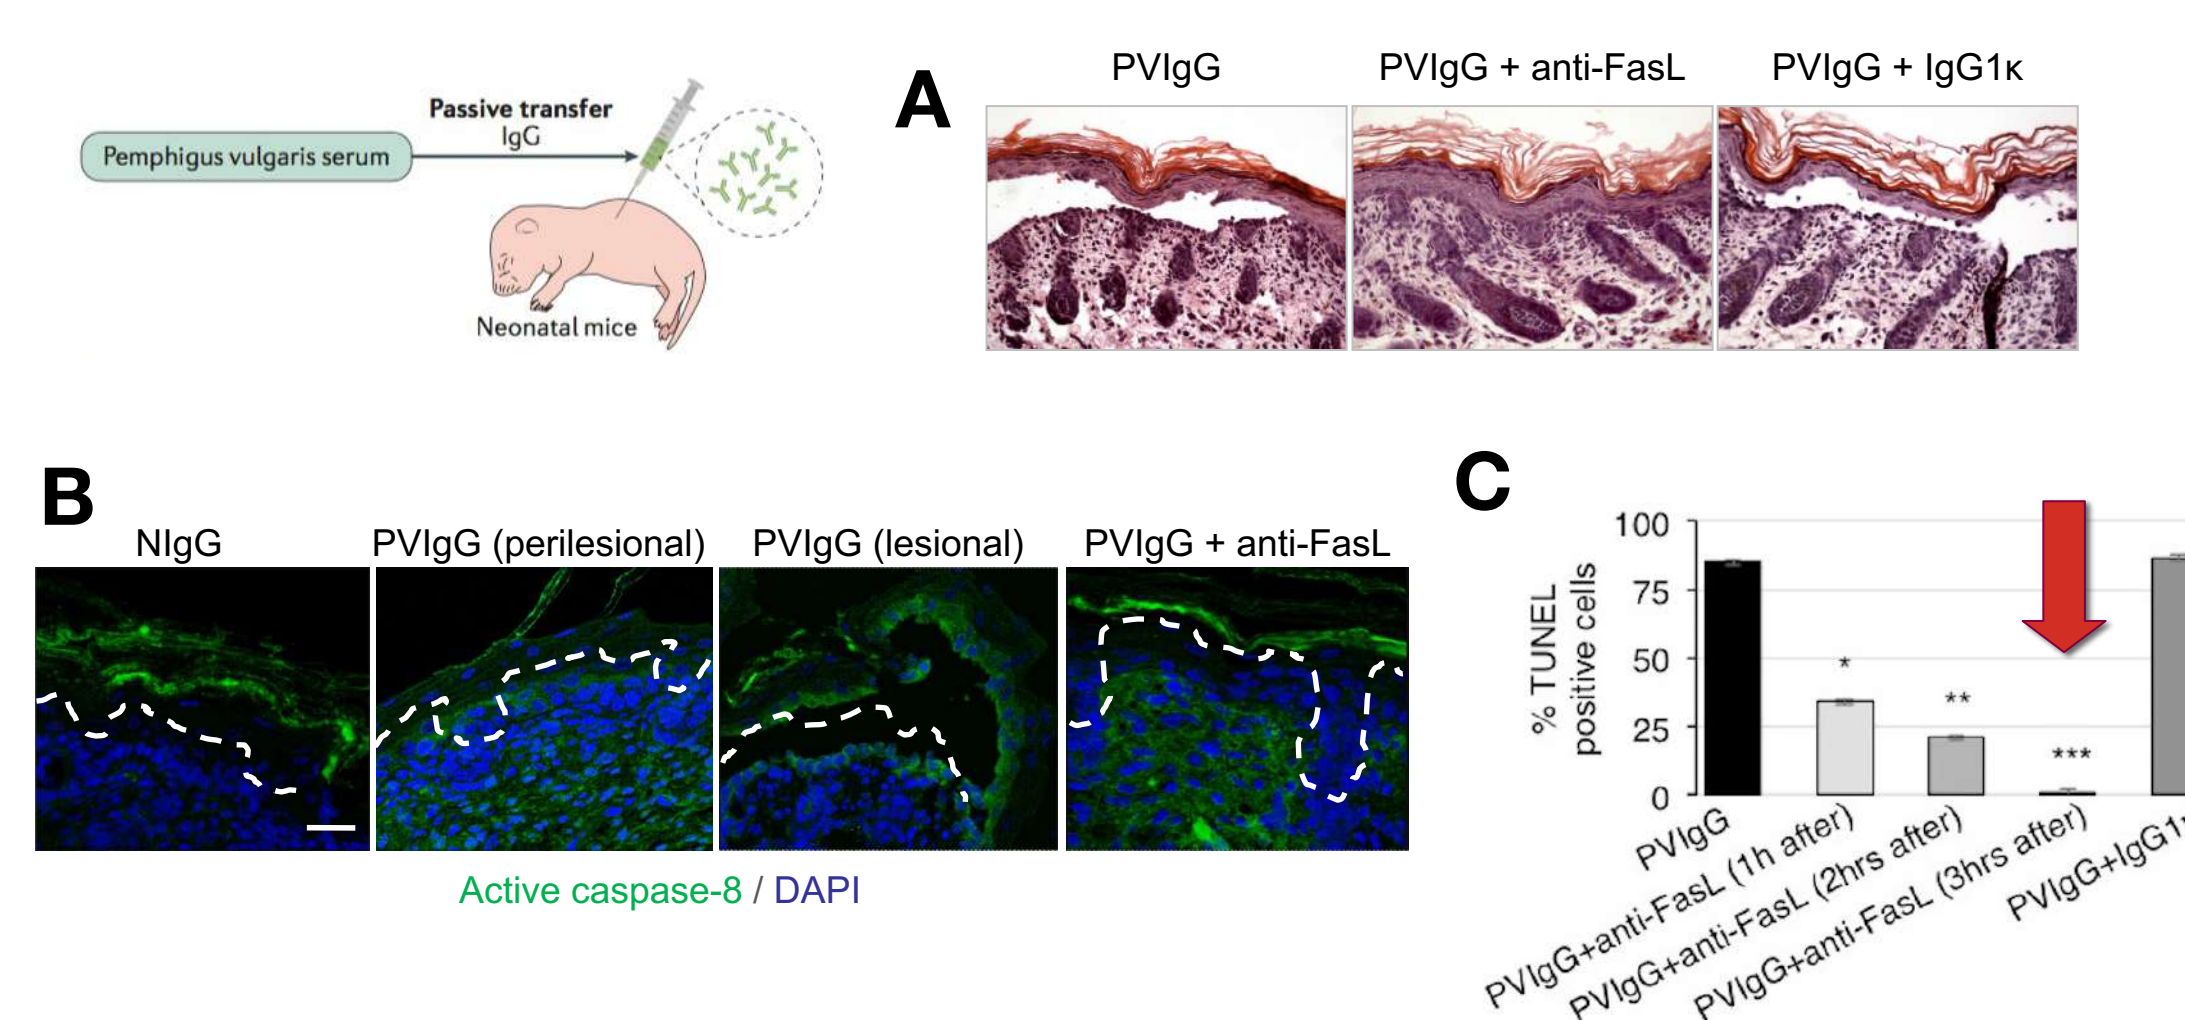 Pemphigus vulgaris serum
Passive transfer
IgG
Neonatal mice
A
PVIgG
PVIgG + anti-FasL
PVIgG + IgG1κ
B
NIgG
PVIgG (perilesional)
PVIgG (lesional)
PVIgG + anti-FasL
Active caspase-8 / DAPI
C
% TUNEL
positive cells
100
75
50
25
0
*
**
***
PVIgG
PVIgG+anti-FasL (1h after)
PVIgG+anti-FasL (2hrs after)
PVIgG+anti-FasL (3hrs after)
PVIgG+IgG1